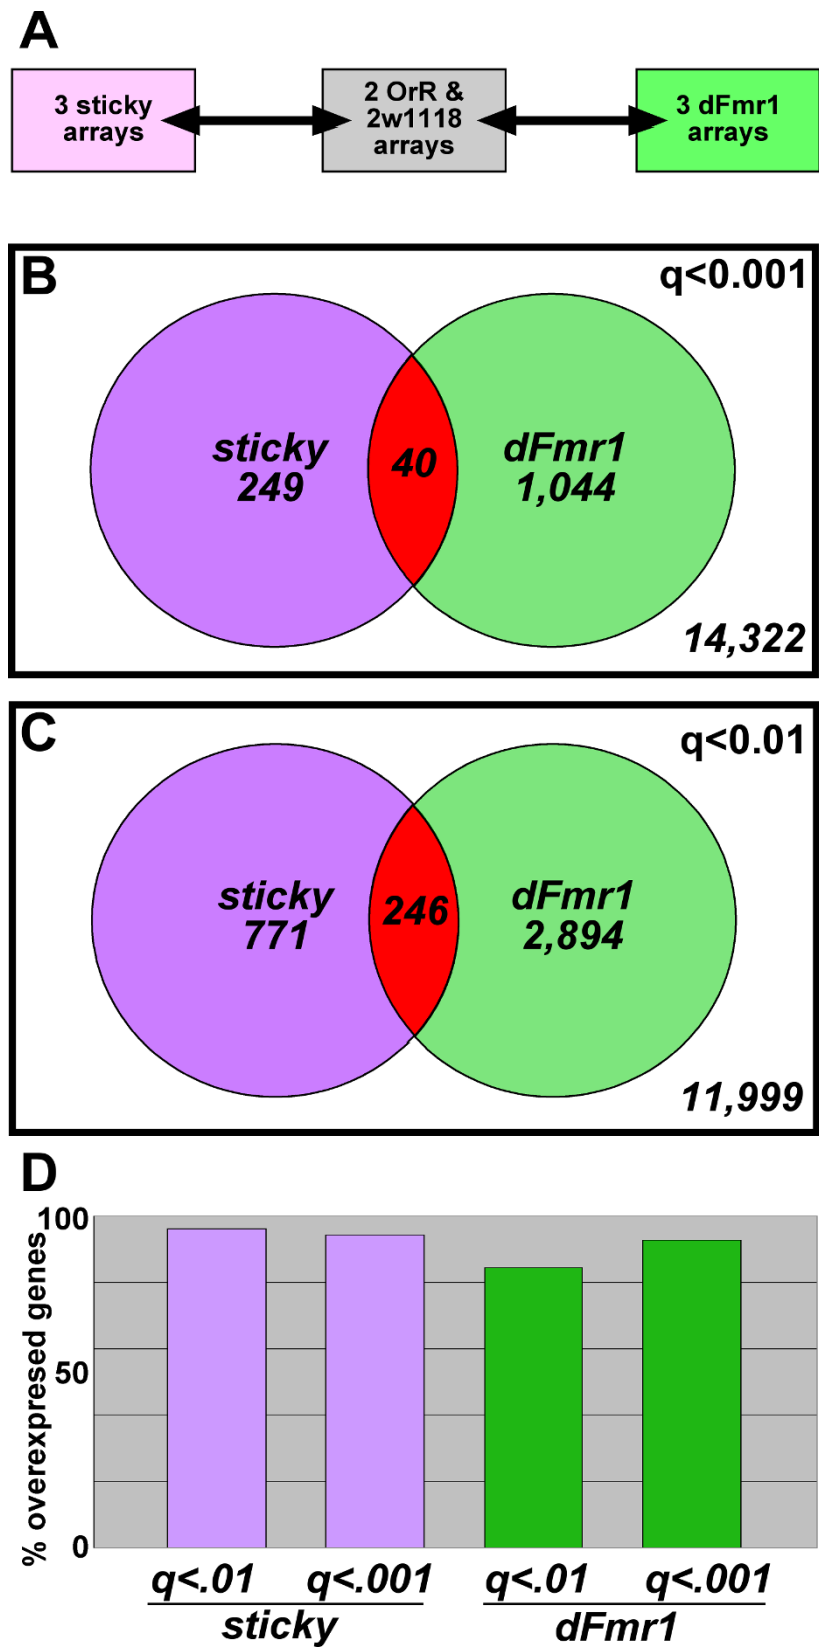 A
3 sticky
arrays
2 OrR &
2w1118
arrays
3 dFmr1
arrays
B
q<0.001
sticky
249
40
dFmr1
1,044
14,322
C
q<0.01
sticky
771
246
dFmr1
2,894
11,999
D
% overexpresed genes
100
50
0
q<.01
q<.001
q<.01
q<.001
sticky
dFmr1